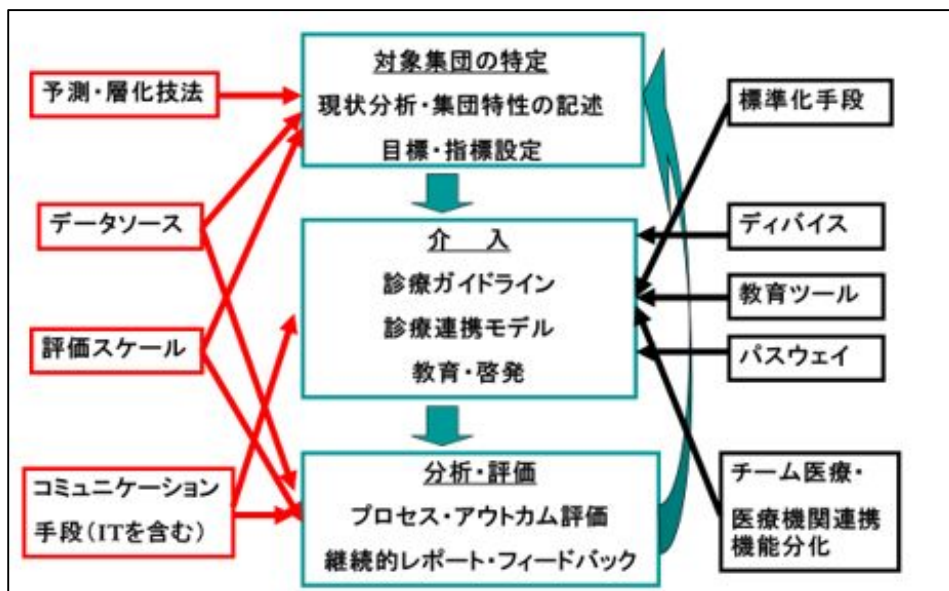 対象集団の特定
現状分析・集団特性の記述
目標・指標設定
予測・層化技法
データソース
評価スケール
コミュニケーション
手段(ITを含む)
介 入
診療ガイドライン
診療連携モデル
教育・啓発
分析・評価
プロセス・アウトカム評価
継続的レポート・フィードバック
標準化手段
ディバイス
教育ツール
パスウェイ
チーム医療・
医療機関連携
機能分化